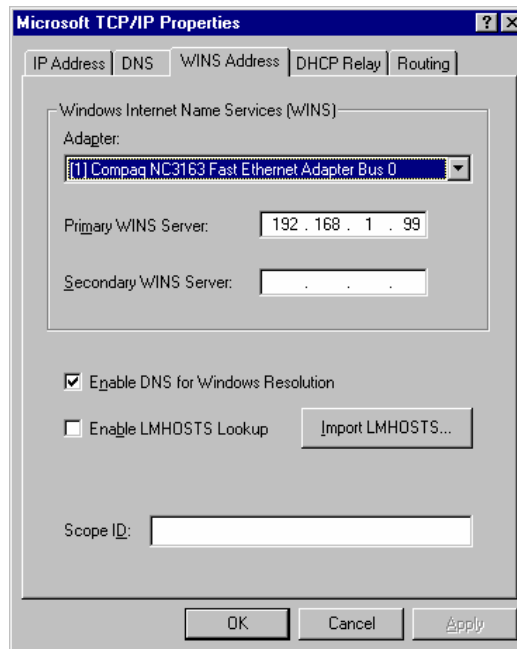 Microsoft TCP/IP Properties ? X
IP Address DNS WINS Address DHCP Relay Routing
Windows Internet Name Services (WINS)
Adapter:
[1] Compaq NC3163 Fast Ethernet Adapter Bus 0
Primary WINS Server: 192 . 168 . 1 . 99
Secondary WINS Server: . . .
Enable DNS for Windows Resolution
Enable LMHOSTS Lookup Import LMHOSTS...
Scope ID:
OK Cancel Apply